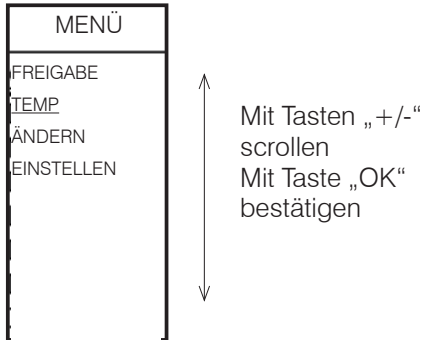 MENÜ
FREIGABE
TEMP
ÄNDERN
EINSTELLEN
Mit Tasten „+/-“
scrollen
Mit Taste „OK“
bestätigen